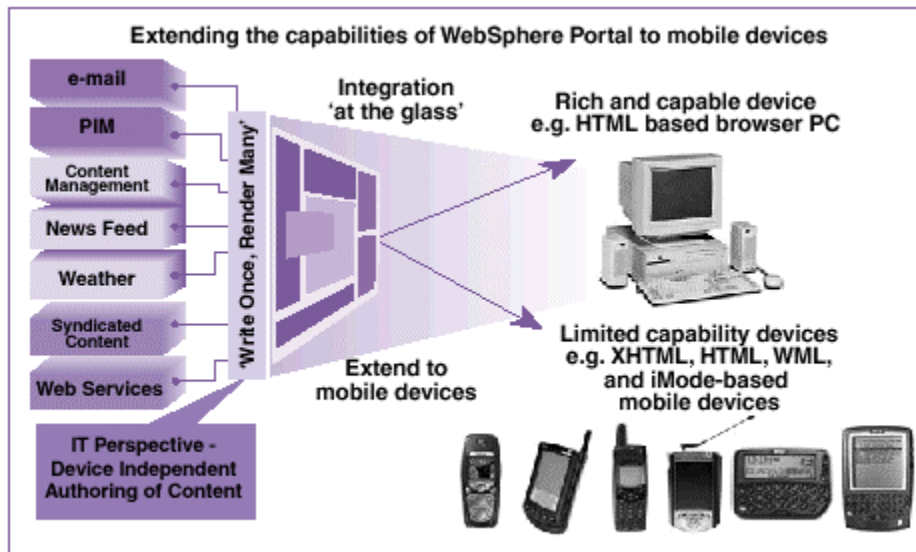 Extending the capabilities of WebSphere Portal to mobile devices
e-mail
PIM
Content
Management
News Feed
Weather
Syndicated
Content
Web Services
'Write Once, Render Many'
IT Perspective -
Device Independent
Authoring of Content
Integration
'at the glass'
Extend to
mobile devices
Rich and capable device
e.g. HTML based browser PC
Limited capability devices
e.g. XHTML, HTML, WML,
and iMode-based
mobile devices